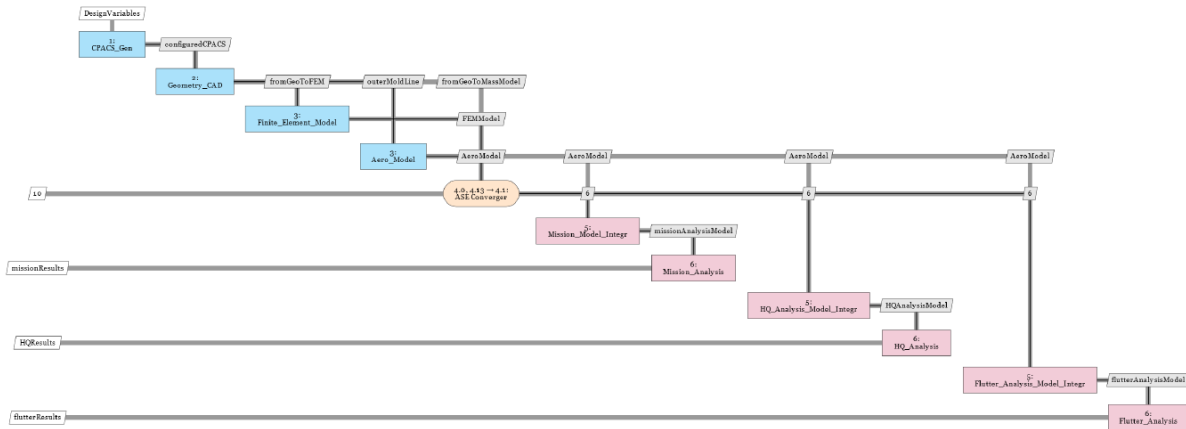 DesignVariables
1:
CPACS_Gen
configuredCPACS
2:
Geometry_CAD
fromGeoToFEM
outerMoldLine
fromGeoToMassModel
3:
Finite_Element_Model
FEMModel
3:
Aero_Model
AeroModel
AeroModel
AeroModel
AeroModel
10
4.0, 4.13 → 4.1:
ASEConverger
6
6
6
5:
Mission_Model_Integr
missionAnalysisModel
missionResults
6:
Mission_Analysis
5:
HQ_Analysis_Model_Integr
HQAnalysisModel
HQResults
6:
HQ_Analysis
5:
Flutter_Analysis_Model_Integr
flutterAnalysisModel
flutterResults
6:
Flutter_Analysis